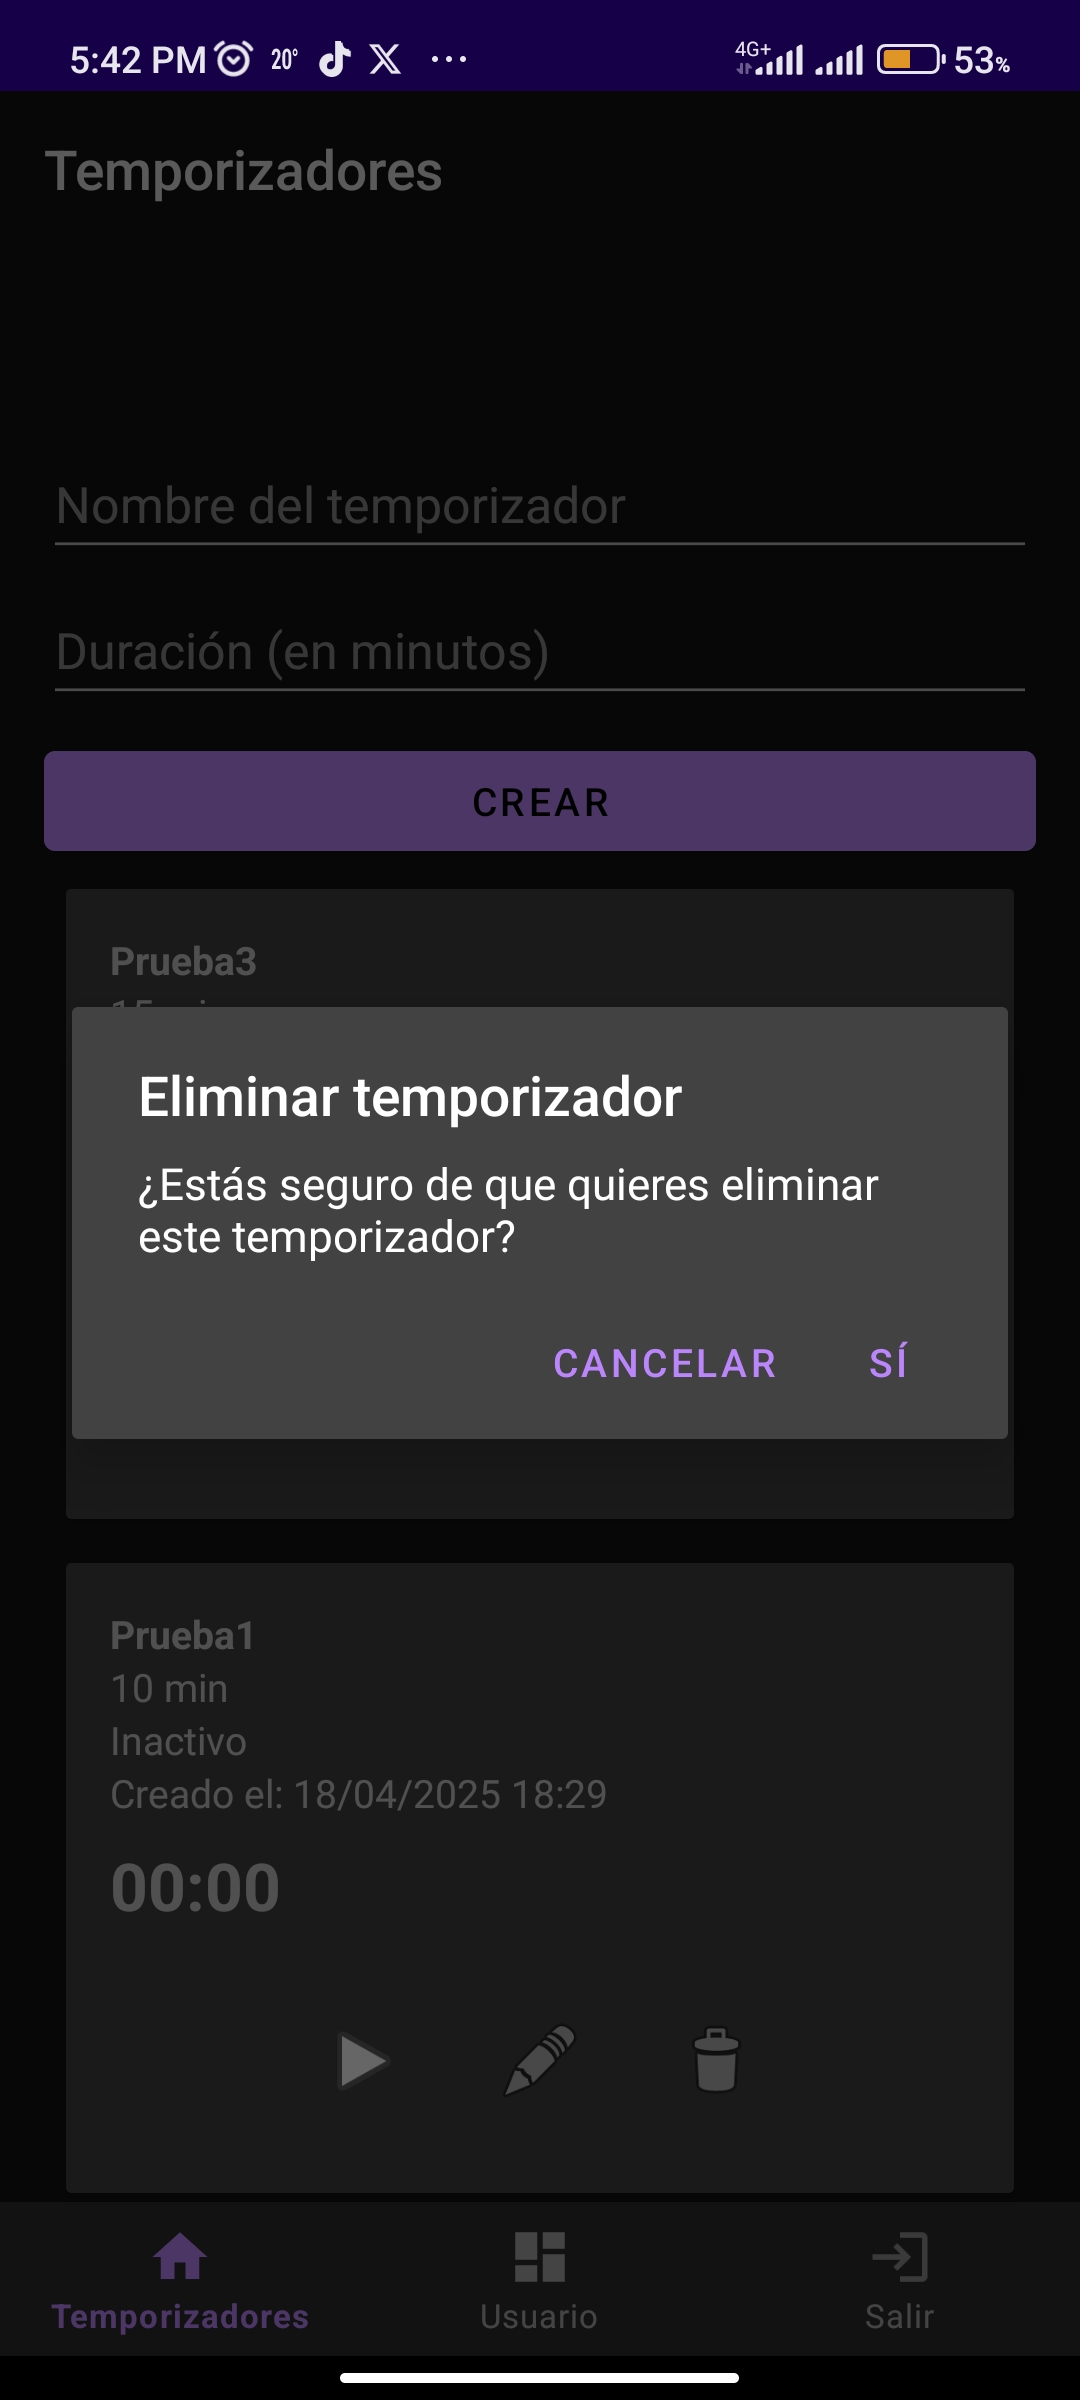 5:42 PM 20° 4G+ 53%
Temporizadores
Nombre del temporizador
Duración (en minutos)
CREAR
Prueba3
Eliminar temporizador
¿Estás seguro de que quieres eliminar
este temporizador?
CANCELAR SÍ
Prueba1
10 min
Inactivo
Creado el: 18/04/2025 18:29
00:00
Temporizadores Usuario Salir